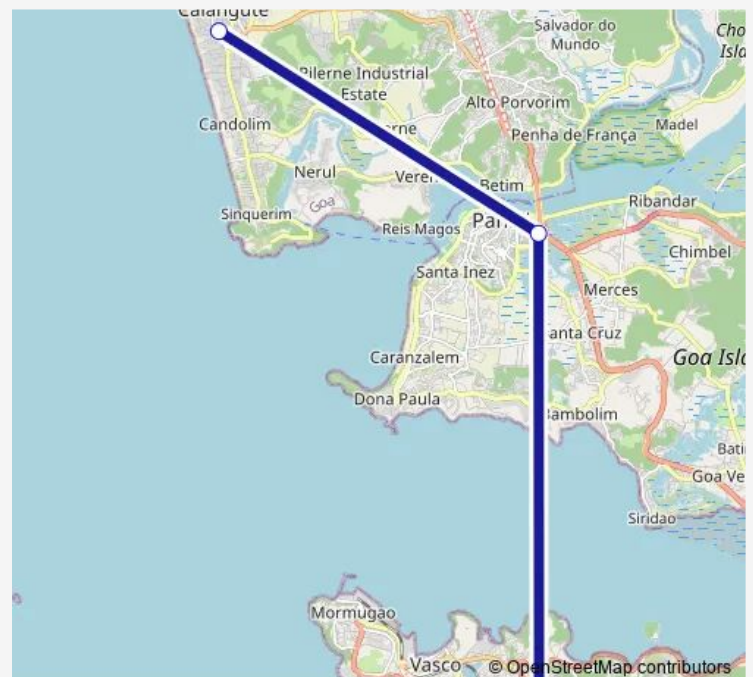 Calangute
Salvador do
Mundo
Pilerne Industrial
Estate
Alto Porvorim
Candolim
Penha de França
Madel
Nerul
Betim
Goa
Ribandar
Sinquerim
Reis Magos
Chimbel
Santa Inez
Merces
anta Cruz
Caranzalem
Goa Isla
Dona Paula
Bambolim
Bati
Goa Ve
Siridao
Mormugao
Vasco
© OpenStreetMap contributors